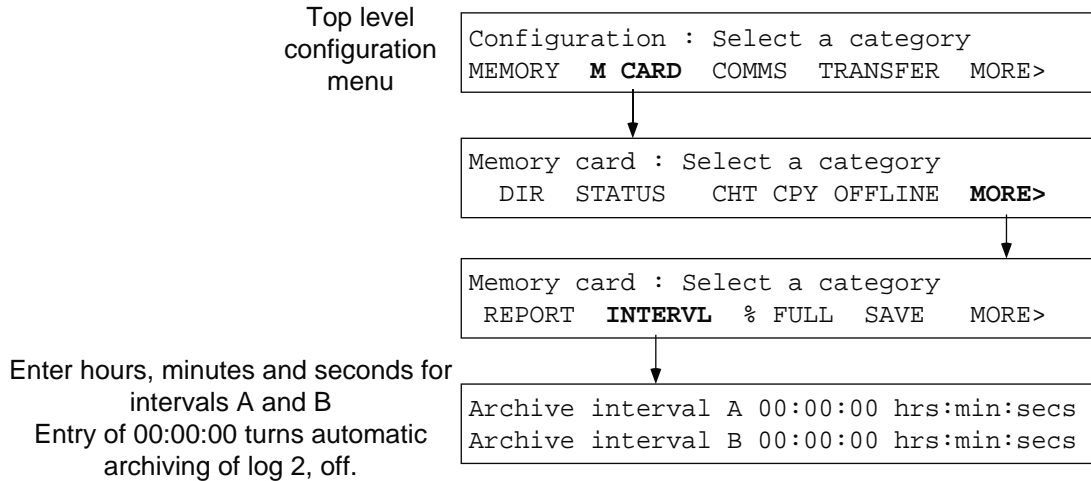 Top level
configuration
menu
Configuration : Select a category
MEMORY M CARD COMMS TRANSFER MORE>
Memory card : Select a category
DIR STATUS CHT CPY OFFLINE MORE>
Memory card : Select a category
REPORT INTERVL % FULL SAVE MORE>
Enter hours, minutes and seconds for
intervals A and B
Entry of 00:00:00 turns automatic
archiving of log 2, off.
Archive interval A 00:00:00 hrs:min:secs
Archive interval B 00:00:00 hrs:min:secs